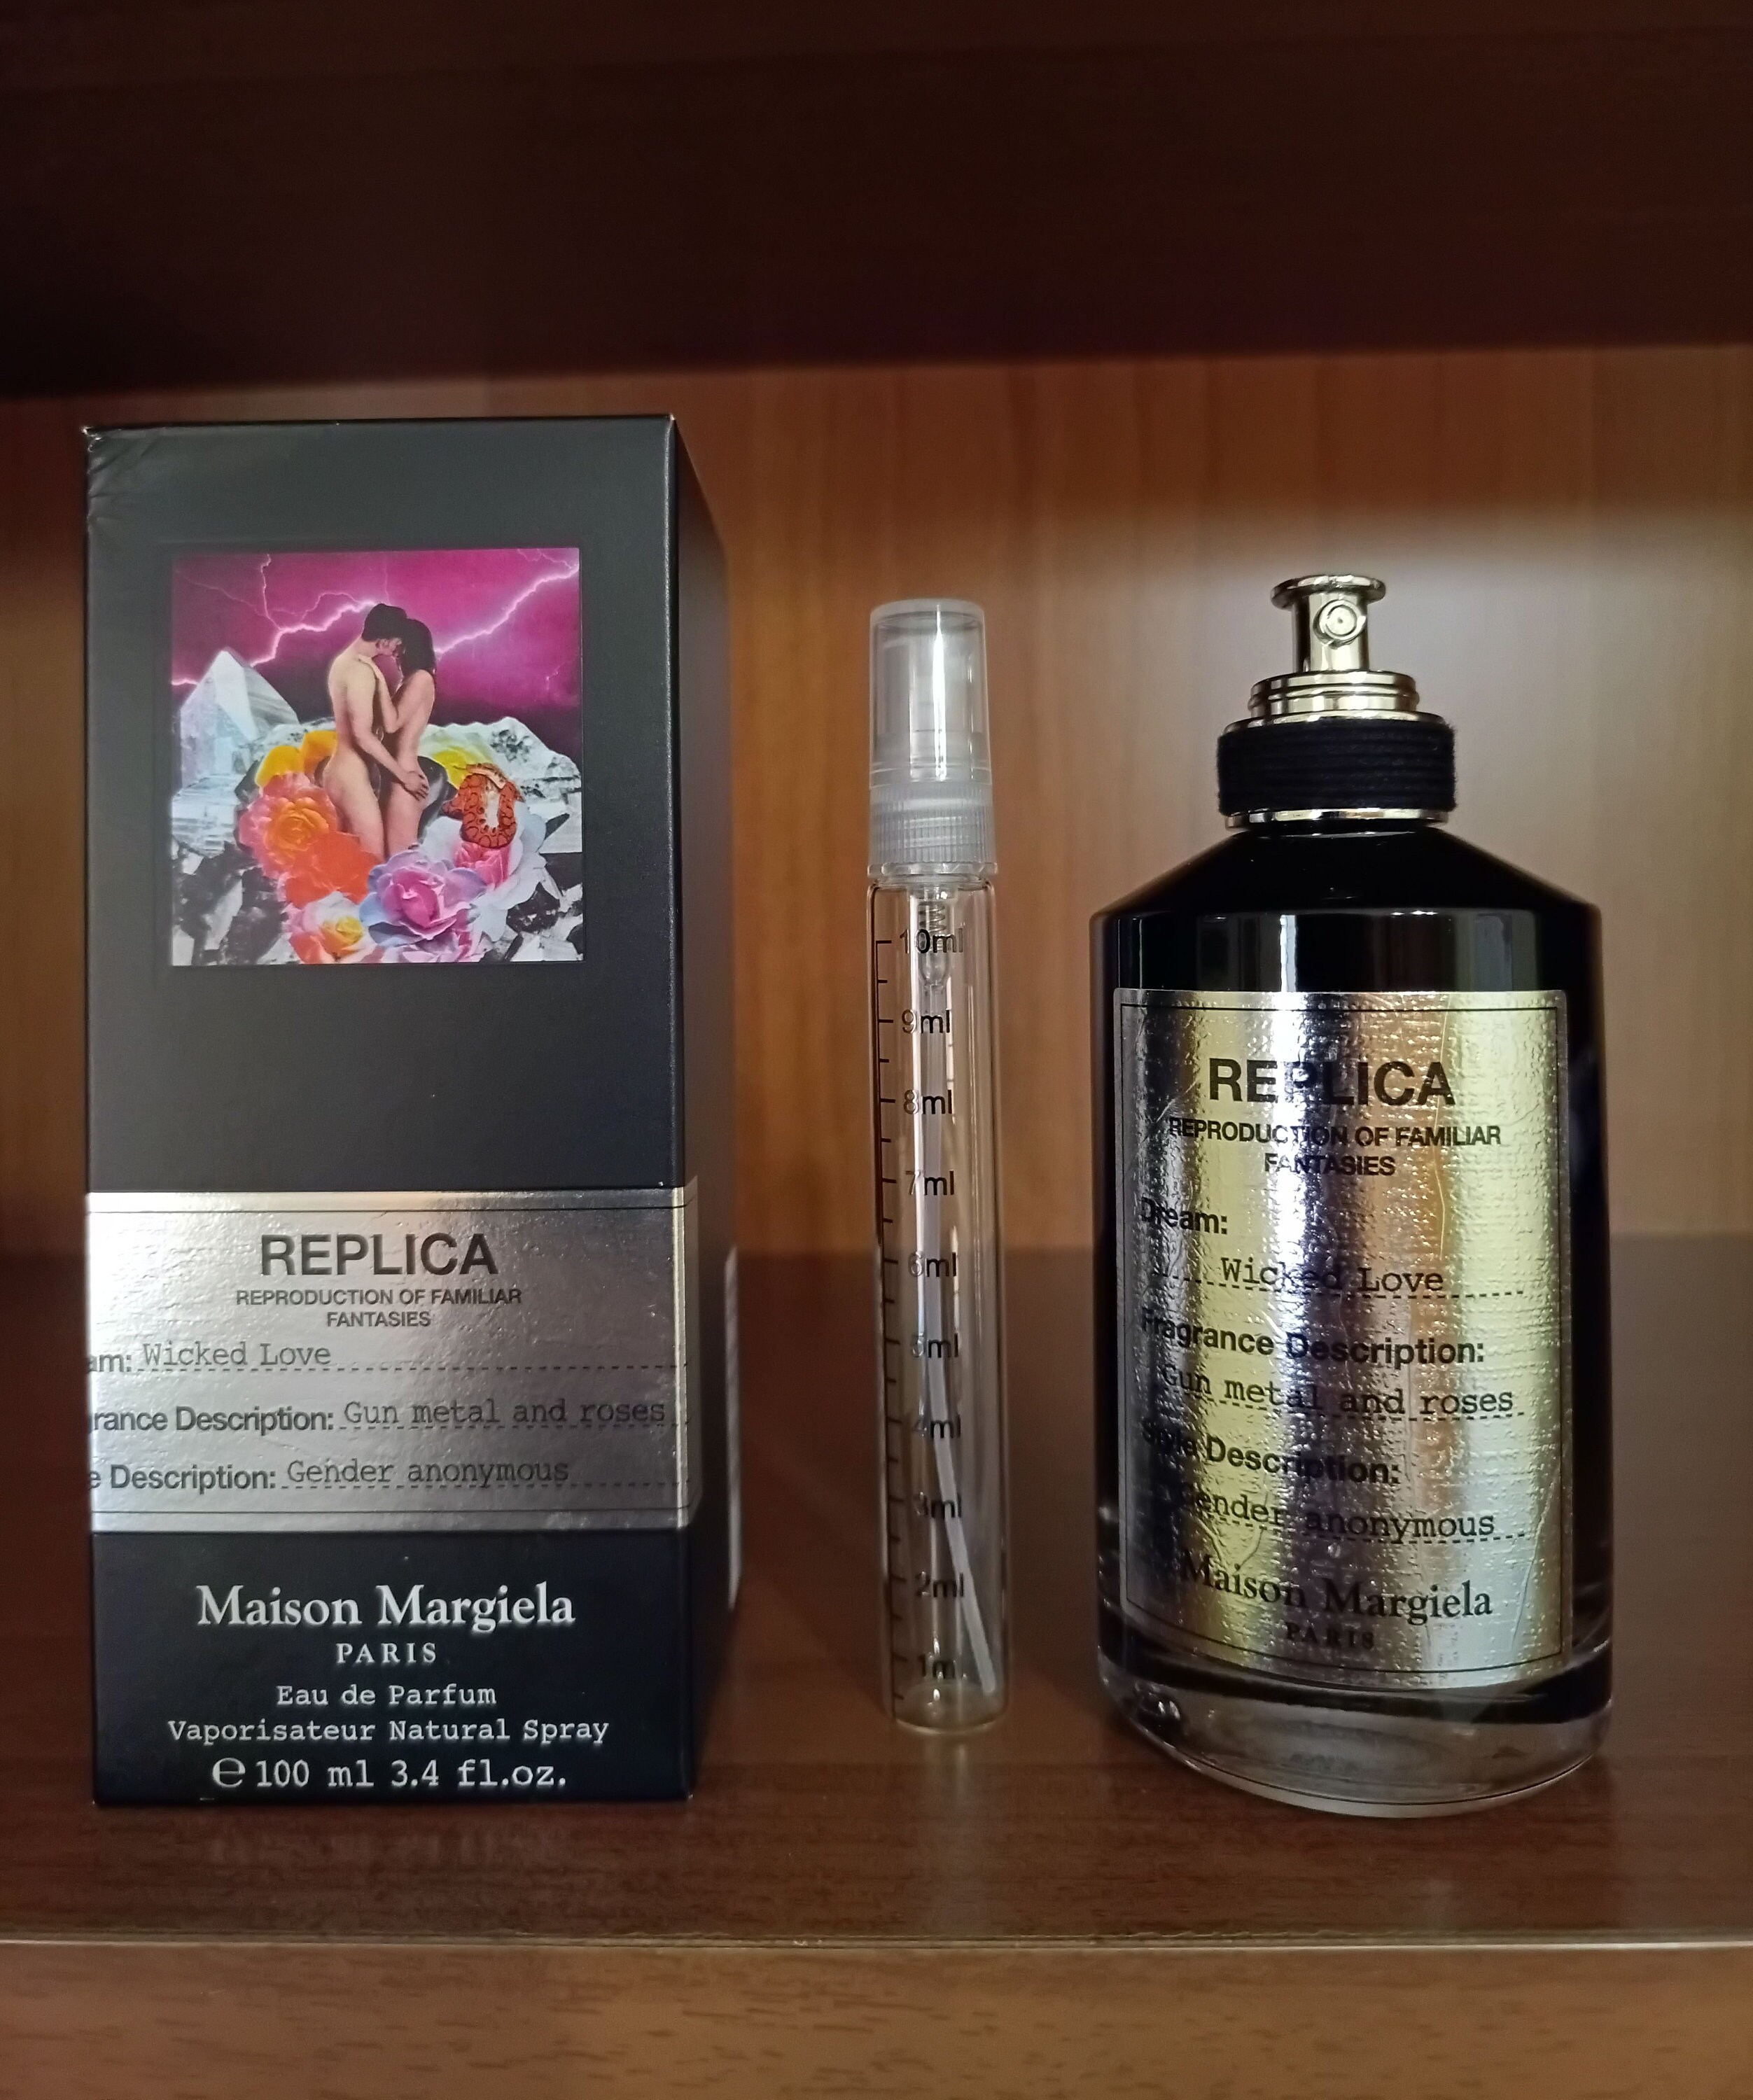 REPLICA
REPRODUCTION OF FAMILIAR
FANTASIES
am: Wicked Love
rance Description: Gun metal and roses
e Description: Gender anonymous
Maison Margiela
PARIS
Eau de Parfum
Vaporisateur Natural Spray
℮ 100 ml 3.4 fl.oz.
10ml
9ml
8ml
7ml
6ml
5ml
4ml
3ml
2ml
1m
REPLICA
REPRODUCTION OF FAMILIAR
FANTASIES
Dream:
Wicked Love
Fragrance Description:
Gun metal and roses
Style Description:
Gender anonymous
Maison Margiela
PARIS